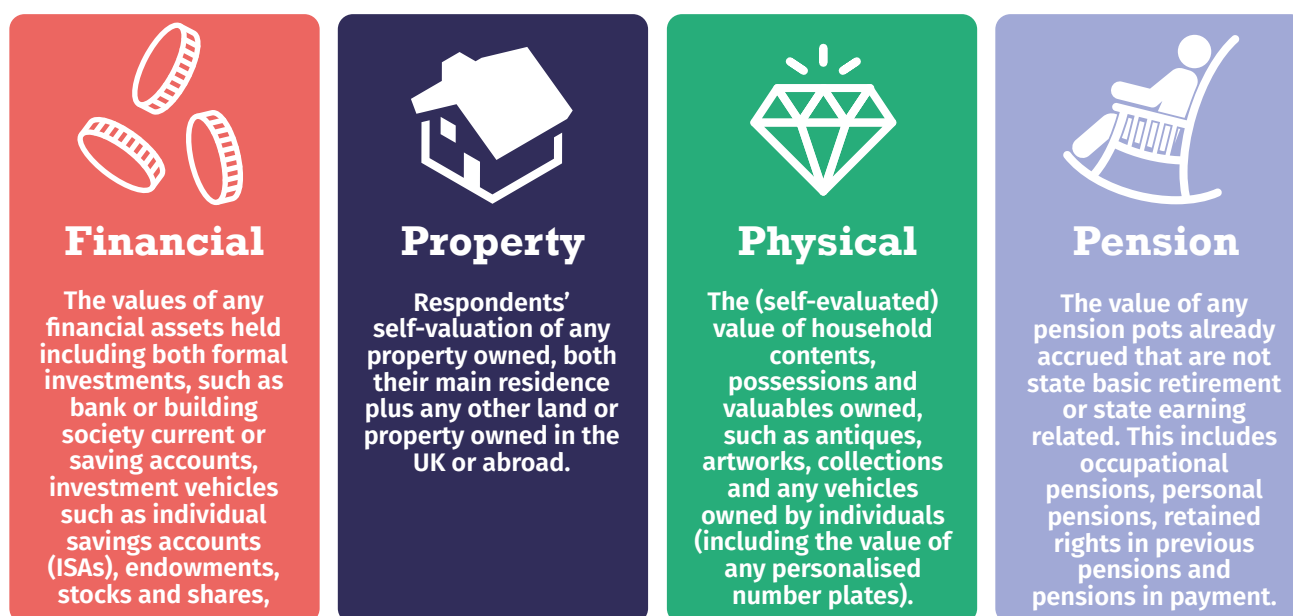 Financial
The values of any
financial assets held
including both formal
investments, such as
bank or building
society current or
saving accounts,
investment vehicles
such as individual
savings accounts
(ISAs), endowments,
stocks and shares,
Property
Respondents’
self-valuation of any
property owned, both
their main residence
plus any other land or
property owned in the
UK or abroad.
Physical
The (self-evaluated)
value of household
contents,
possessions and
valuables owned,
such as antiques,
artworks, collections
and any vehicles
owned by individuals
(including the value of
any personalised
number plates).
Pension
The value of any
pension pots already
accrued that are not
state basic retirement
or state earning
related. This includes
occupational
pensions, personal
pensions, retained
rights in previous
pensions and
pensions in payment.